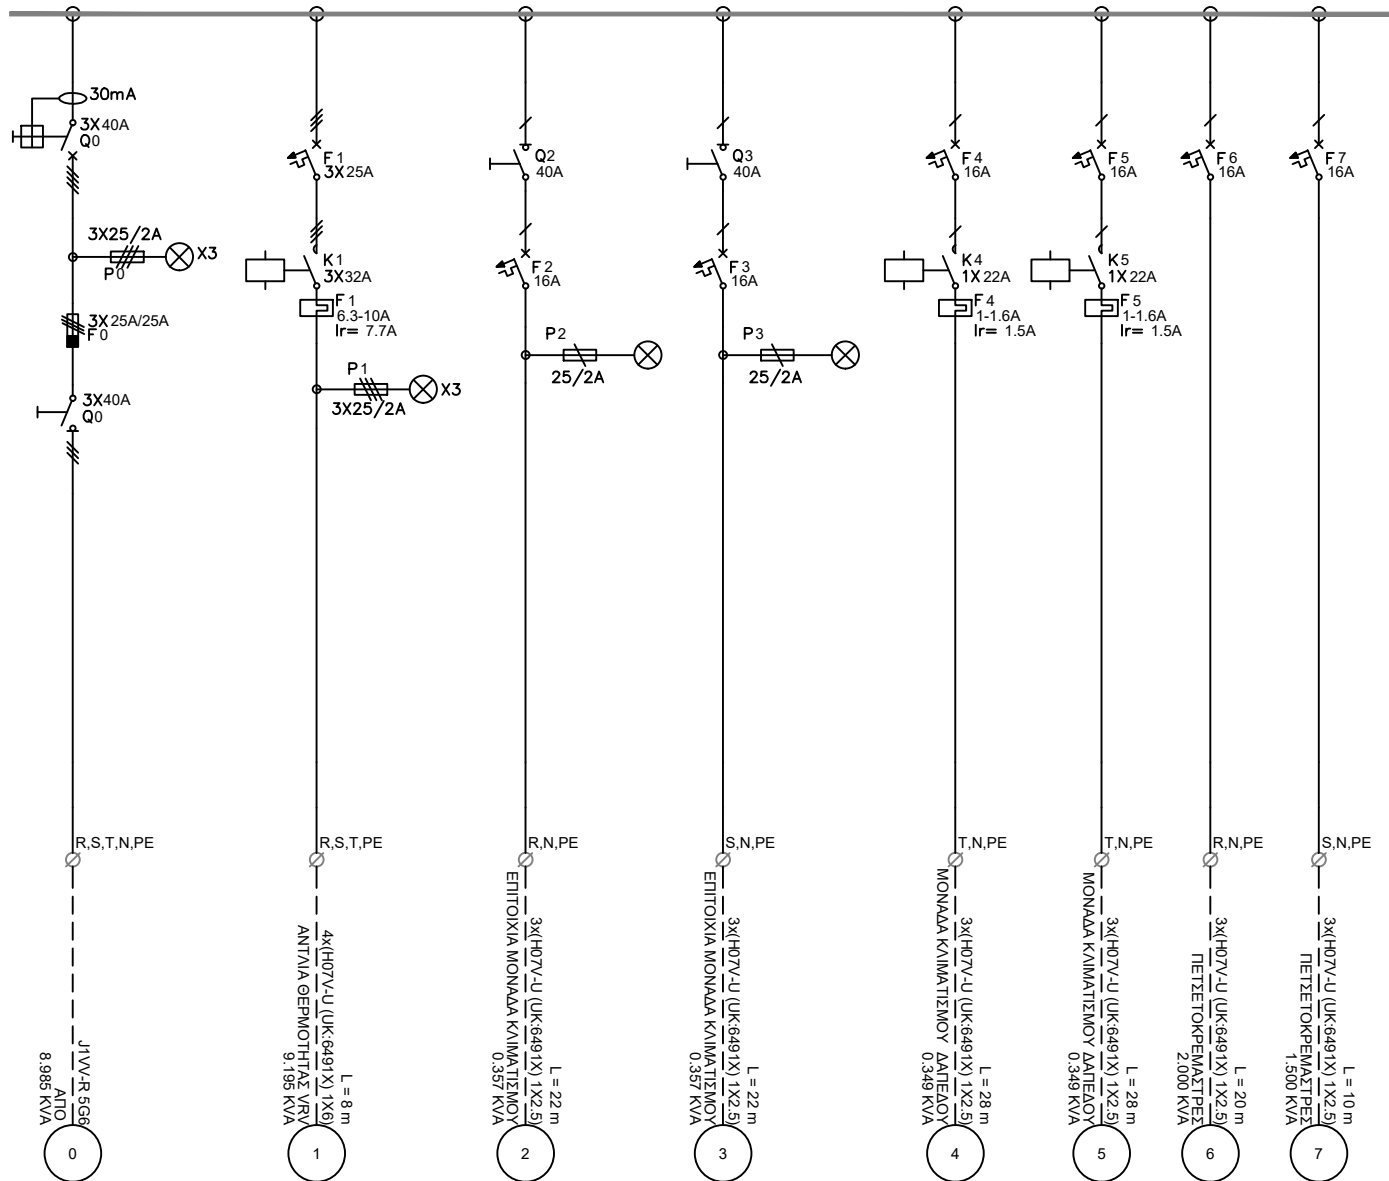 30mA
3X40A
Q0
3X25/2A
P0
X3
3X25A/25A
F0
3X40A
Q0
R,S,T,N,PE
J1VV-R 5G6
ΑΠΟ
8.985 KVA
0
F1
3X25A
K1
3X32A
F1
6.3-10A
Ir= 7.7A
P1
3X25/2A
X3
R,S,T,PE
L = 8 m
4x(H07V-U (UK:6491X) 1X6)
ΑΝΤΛΙΑ ΘΕΡΜΟΤΗΤΑΣ VRV
9.195 KVA
1
Q2
40A
F2
16A
P2
25/2A
R,N,PE
L = 22 m
3x(H07V-U (UK:6491X) 1X2.5)
ΕΠΙΤΟΙΧΙΑ ΜΟΝΑΔΑ ΚΛΙΜΑΤΙΣΜΟΥ
0.357 KVA
2
Q3
40A
F3
16A
P3
25/2A
S,N,PE
L = 22 m
3x(H07V-U (UK:6491X) 1X2.5)
ΕΠΙΤΟΙΧΙΑ ΜΟΝΑΔΑ ΚΛΙΜΑΤΙΣΜΟΥ
0.357 KVA
3
F4
16A
K4
1X22A
F4
1-1.6A
Ir= 1.5A
T,N,PE
L = 28 m
3x(H07V-U (UK:6491X) 1X2.5)
ΜΟΝΑΔΑ ΚΛΙΜΑΤΙΣΜΟΥ ΔΑΠΕΔΟΥ
0.349 KVA
4
F5
16A
K5
1X22A
F5
1-1.6A
Ir= 1.5A
T,N,PE
L = 28 m
3x(H07V-U (UK:6491X) 1X2.5)
ΜΟΝΑΔΑ ΚΛΙΜΑΤΙΣΜΟΥ ΔΑΠΕΔΟΥ
0.349 KVA
5
F6
16A
R,N,PE
L = 20 m
3x(H07V-U (UK:6491X) 1X2.5)
ΠΕΤΣΕΤΟΚΡΕΜΑΣΤΡΕΣ
2.000 KVA
6
F7
16A
S,N,PE
L = 10 m
3x(H07V-U (UK:6491X) 1X2.5)
ΠΕΤΣΕΤΟΚΡΕΜΑΣΤΡΕΣ
1.500 KVA
7